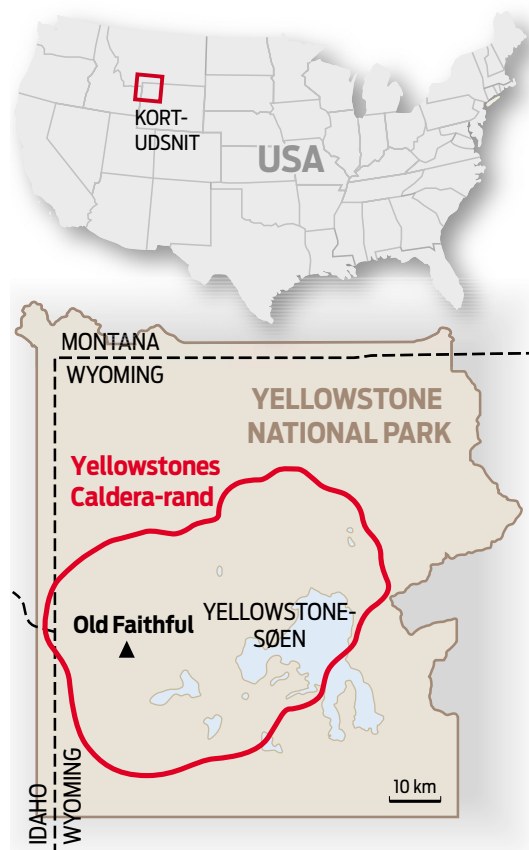 KORT-
UDSNIT
USA
MONTANA
WYOMING
YELLOWSTONE
NATIONAL PARK
Yellowstones
Caldera-rand
Old Faithful
YELLOWSTONE-
SØEN
10 km
IDAHO
WYOMING